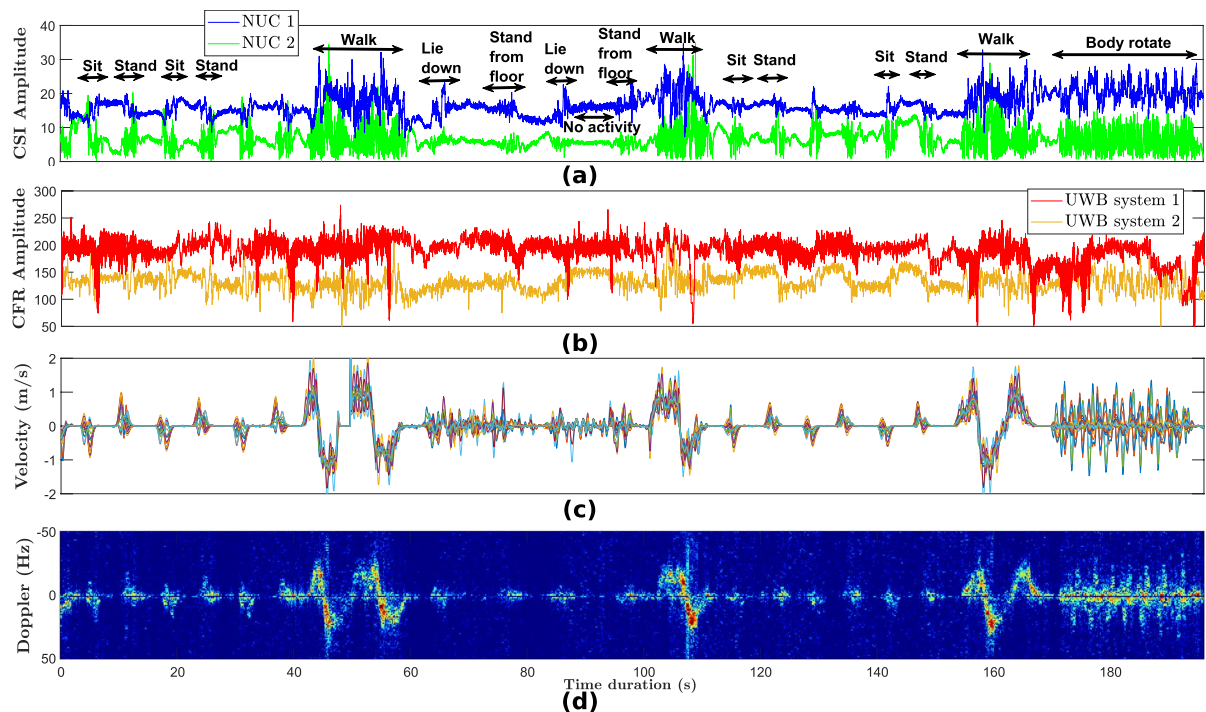 NUC 1
NUC 2
CSI Amplitude
40
30
20
10
0
Sit
Stand
Sit
Stand
Walk
Lie down
Stand from floor
Lie down
Stand from floor
No activity
Walk
Sit
Stand
Sit
Stand
Walk
Body rotate
(a)
UWB system 1
UWB system 2
CFR Amplitude
300
250
200
150
100
50
(b)
Velocity (m/s)
2
1
0
-1
-2
(c)
Doppler (Hz)
-50
0
50
0 20 40 60 80 100 120 140 160 180
Time duration (s)
(d)